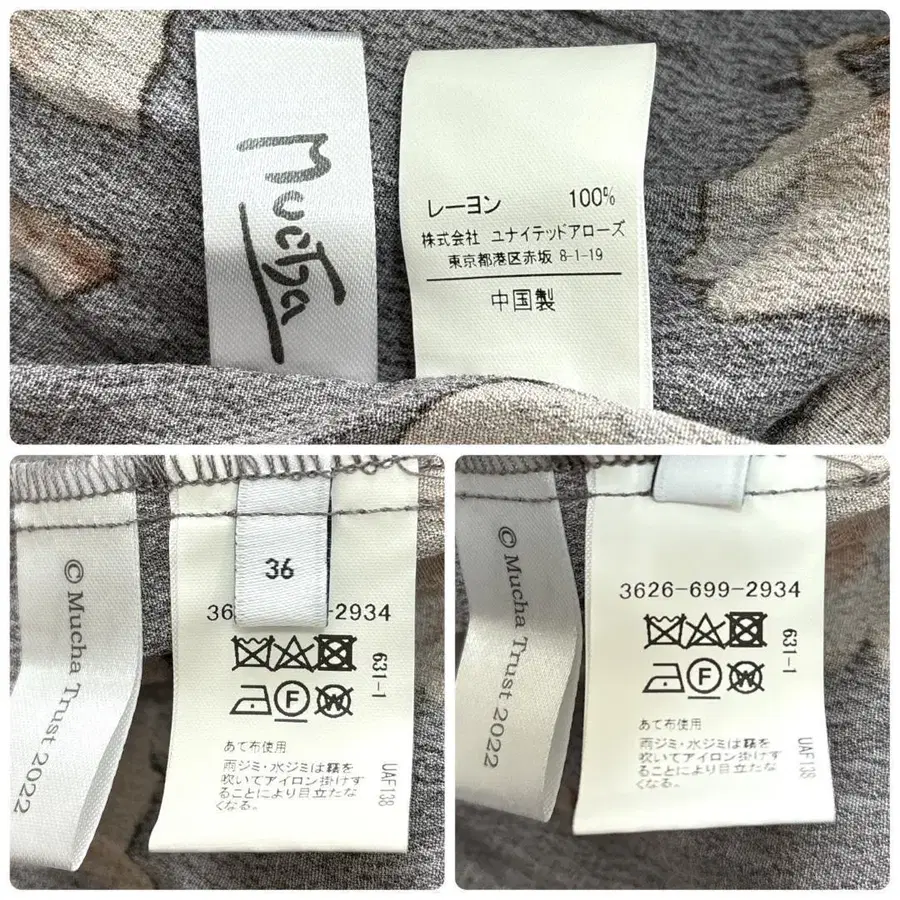 Mucha
レーヨン 100%
株式会社 ユナイテッドアローズ
東京都港区赤坂 8-1-19
中国製
© Mucha Trust 2022
36
36 -2934
631-1
F
W
あて布使用
雨ジミ・水ジミは霧を
吹いてアイロン掛けす
ることにより目立たな
くなる。
UAF138
© Mucha Trust 2022
3626-699-2934
631-1
F
W
あて布使用
雨ジミ・水ジミは霧を
吹いてアイロン掛けす
ることにより目立たな
くなる。
UAF138